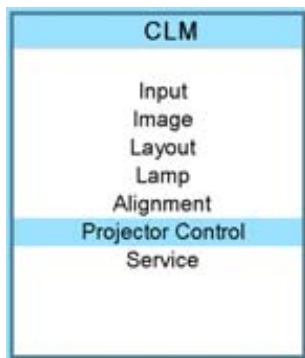 CLM
Input
Image
Layout
Lamp
Alignment
Projector Control
Service